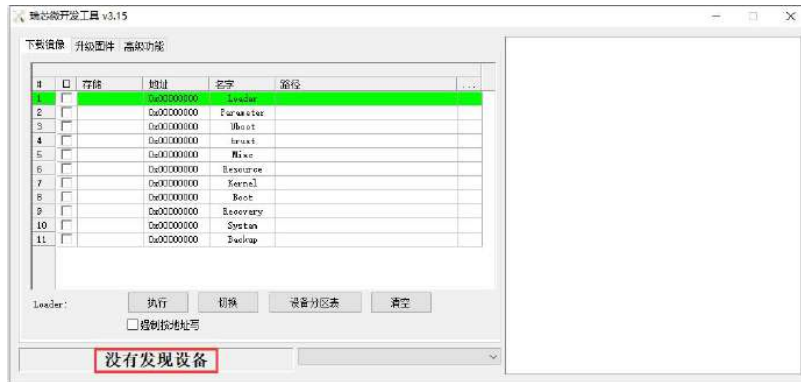 瑞芯微开发工具 v3.15
下载镜像 升级固件 高级功能
# 口 存储 地址 名字 路径 ...
1 0x00000000 Loader
2 0x00000000 Parameter
3 0x00000000 Uboot
4 0x00000000 trust
5 0x00000000 Misc
6 0x00000000 Resource
7 0x00000000 Kernel
8 0x00000000 Boot
9 0x00000000 Recovery
10 0x00000000 System
11 0x00000000 Backup
Loader: 执行 切换 设备分区表 清空
强制按地址写
没有发现设备